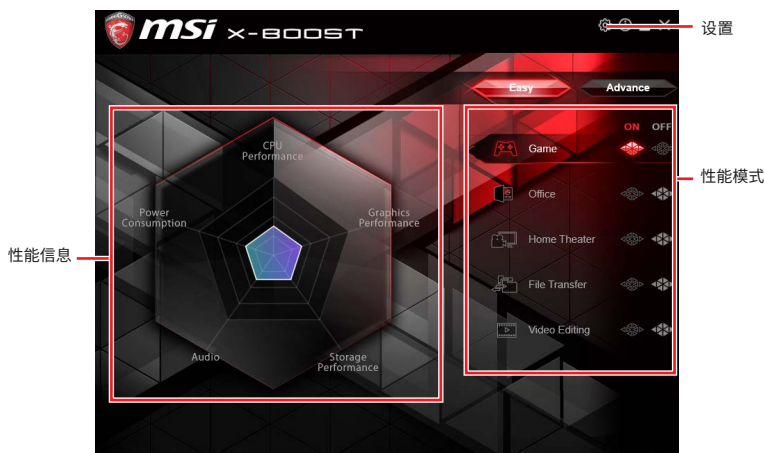 msi X-BOOST
设置
Easy
Advance
ON OFF
Game
Office
Home Theater
File Transfer
Video Editing
性能模式
性能信息
CPU
Performance
Graphics
Performance
Storage
Performance
Audio
Power
Consumption